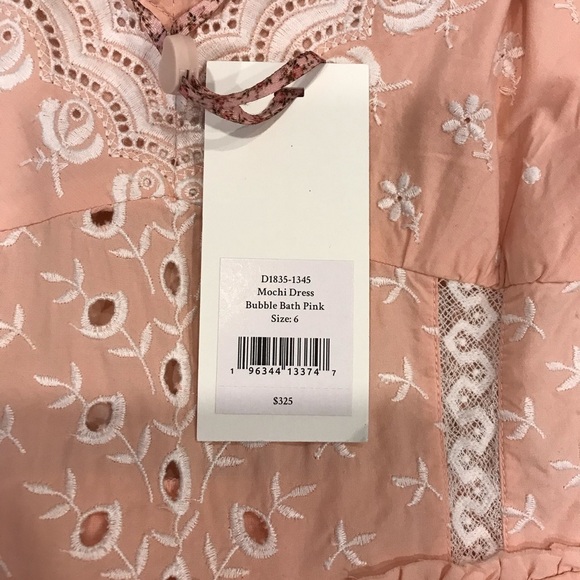 D1835-1345
Mochi Dress
Bubble Bath Pink
Size: 6
1 96344 13374 7
$325